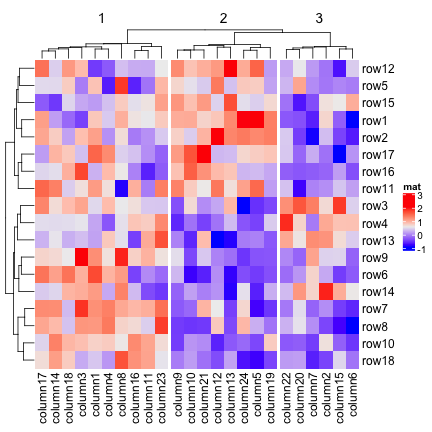 1 2 3
row12
row5
row15
row1
row2
row17
row16
row11
row3
row4
row13
row9
row6
row14
row7
row8
row10
row18
mat
3
2
1
0
-1
column17
column14
column18
column3
column1
column4
column8
column16
column11
column23
column9
column10
column21
column12
column13
column24
column5
column19
column22
column20
column7
column2
column15
column6